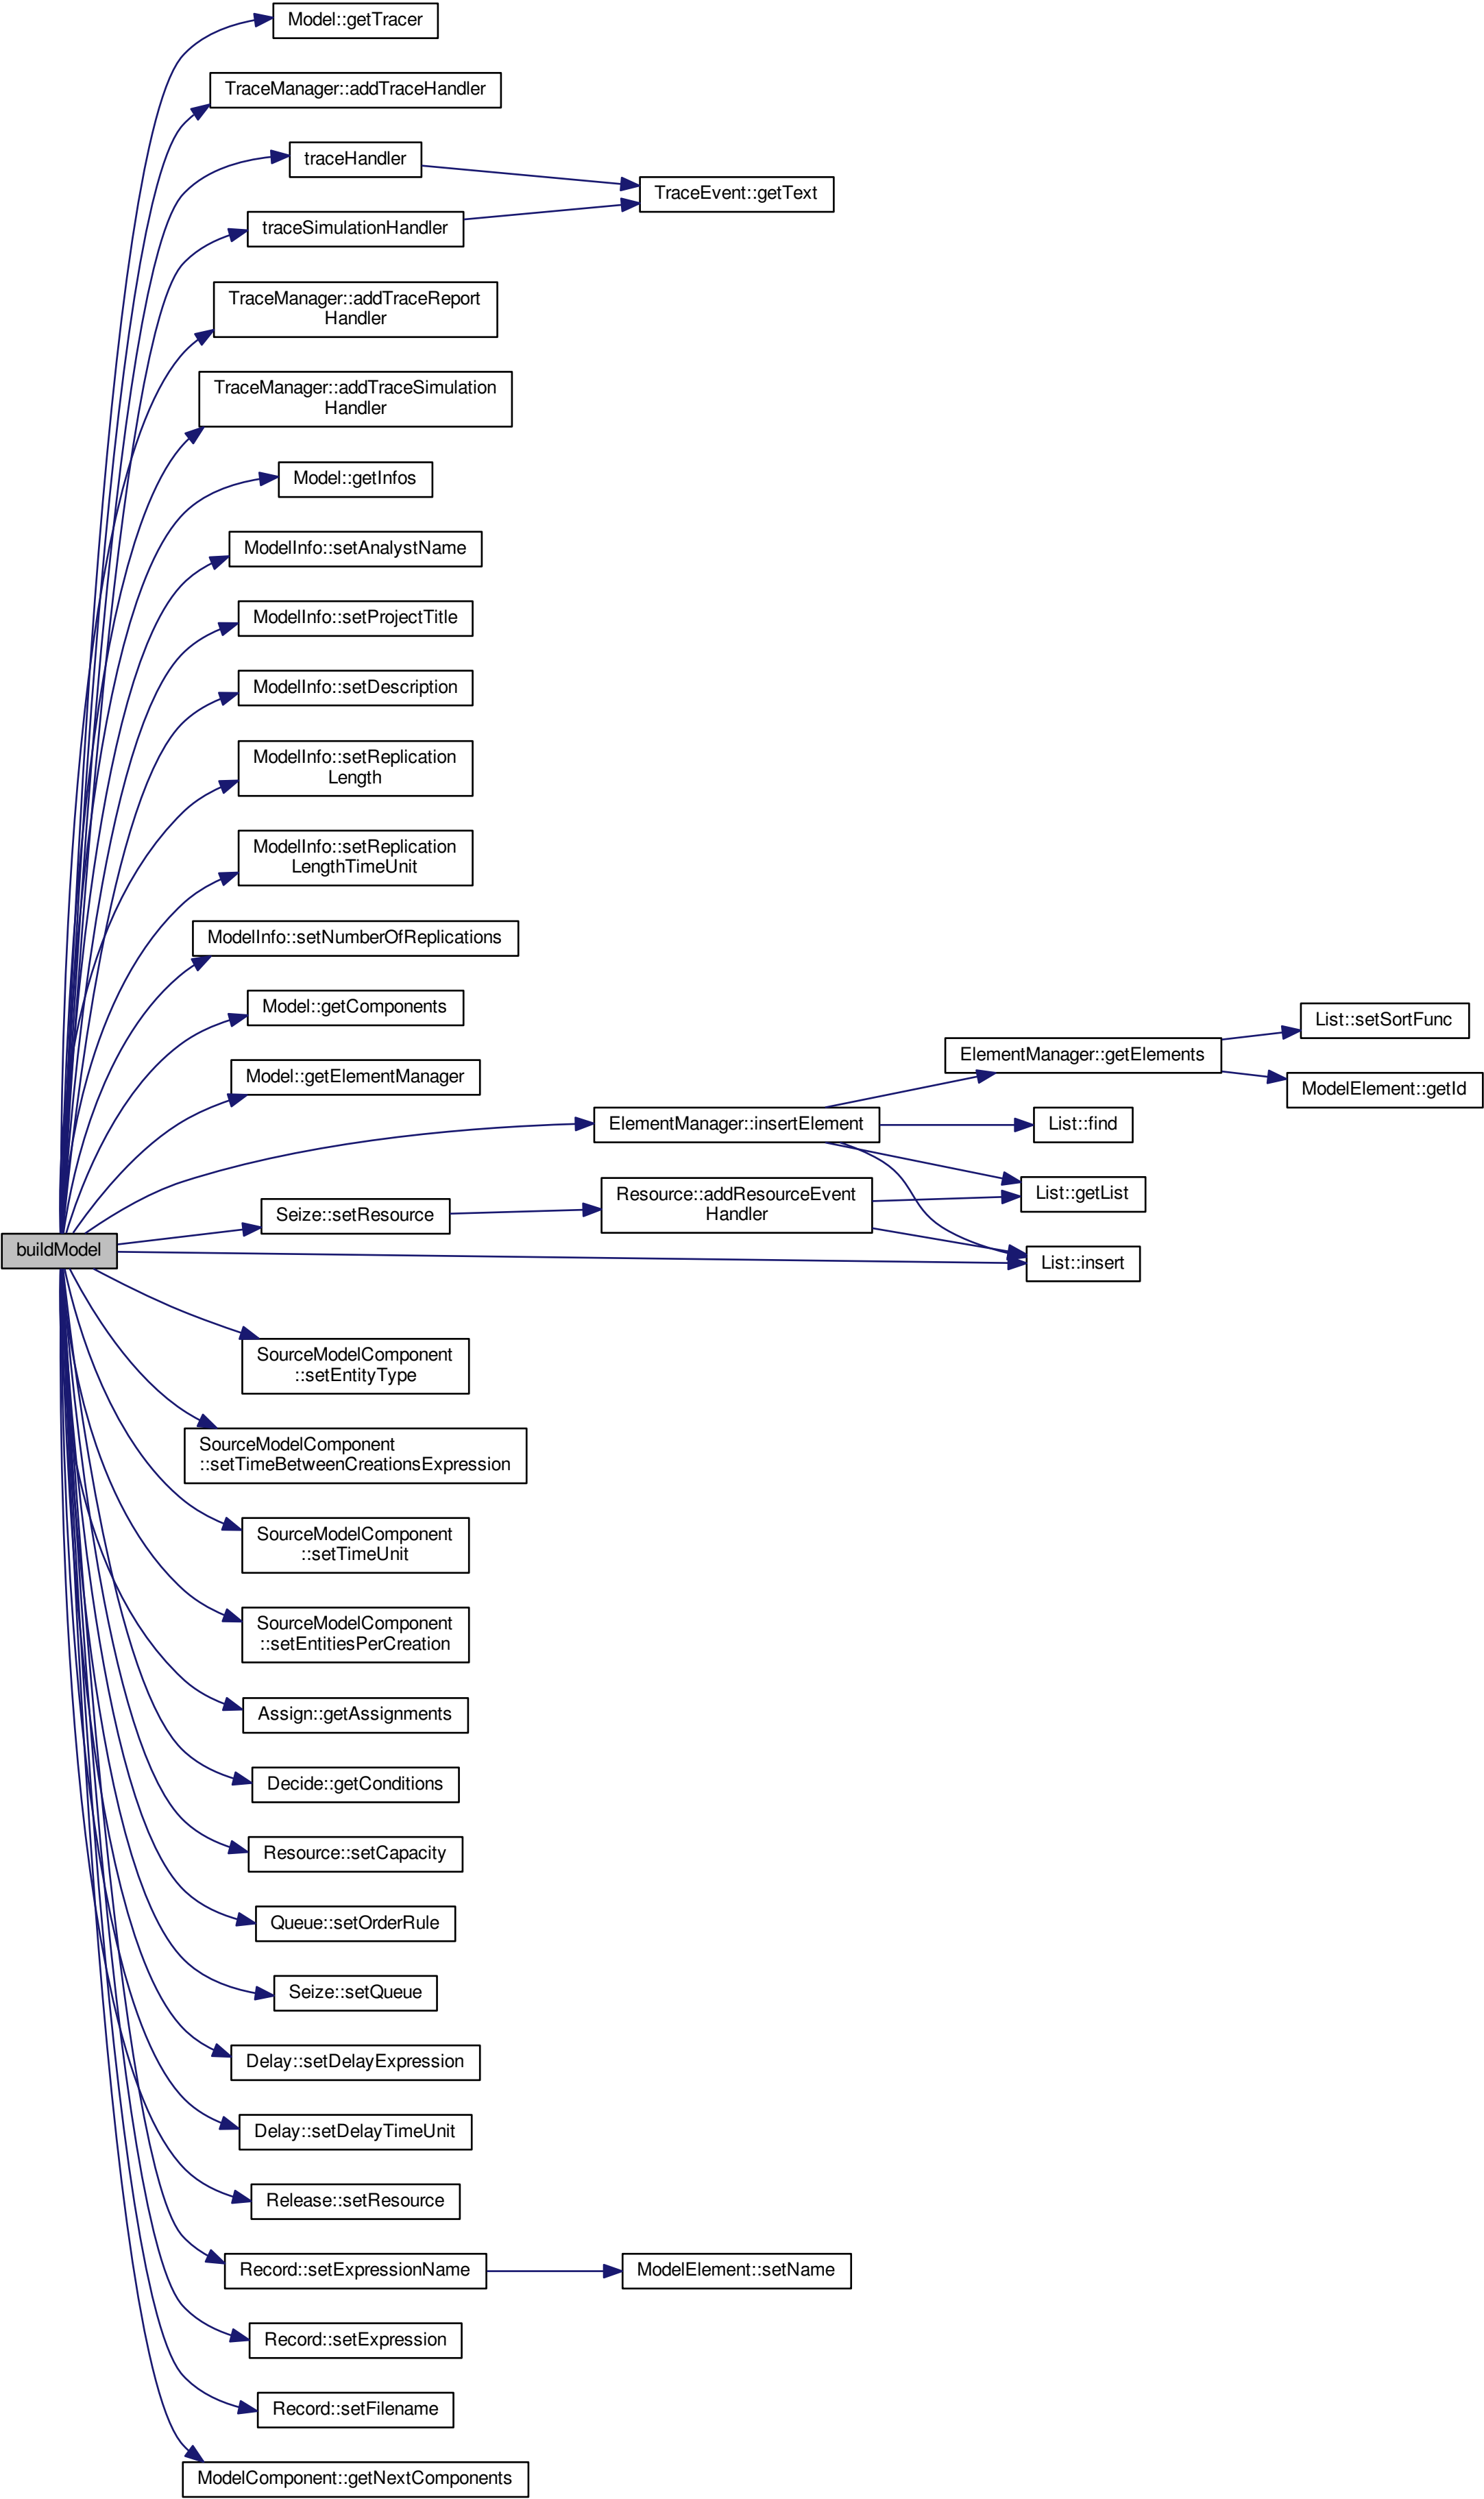 Model::getTracer
TraceManager::addTraceHandler
traceHandler
TraceEvent::getText
traceSimulationHandler
TraceManager::addTraceReport
Handler
TraceManager::addTraceSimulation
Handler
Model::getInfos
ModelInfo::setAnalystName
ModelInfo::setProjectTitle
ModelInfo::setDescription
ModelInfo::setReplication
Length
ModelInfo::setReplication
LengthTimeUnit
ModelInfo::setNumberOfReplications
Model::getComponents
List::setSortFunc
ElementManager::getElements
Model::getElementManager
ModelElement::getId
ElementManager::insertElement
List::find
Resource::addResourceEvent
Handler
List::getList
Seize::setResource
buildModel
List::insert
SourceModelComponent
::setEntityType
SourceModelComponent
::setTimeBetweenCreationsExpression
SourceModelComponent
::setTimeUnit
SourceModelComponent
::setEntitiesPerCreation
Assign::getAssignments
Decide::getConditions
Resource::setCapacity
Queue::setOrderRule
Seize::setQueue
Delay::setDelayExpression
Delay::setDelayTimeUnit
Release::setResource
Record::setExpressionName
ModelElement::setName
Record::setExpression
Record::setFilename
ModelComponent::getNextComponents